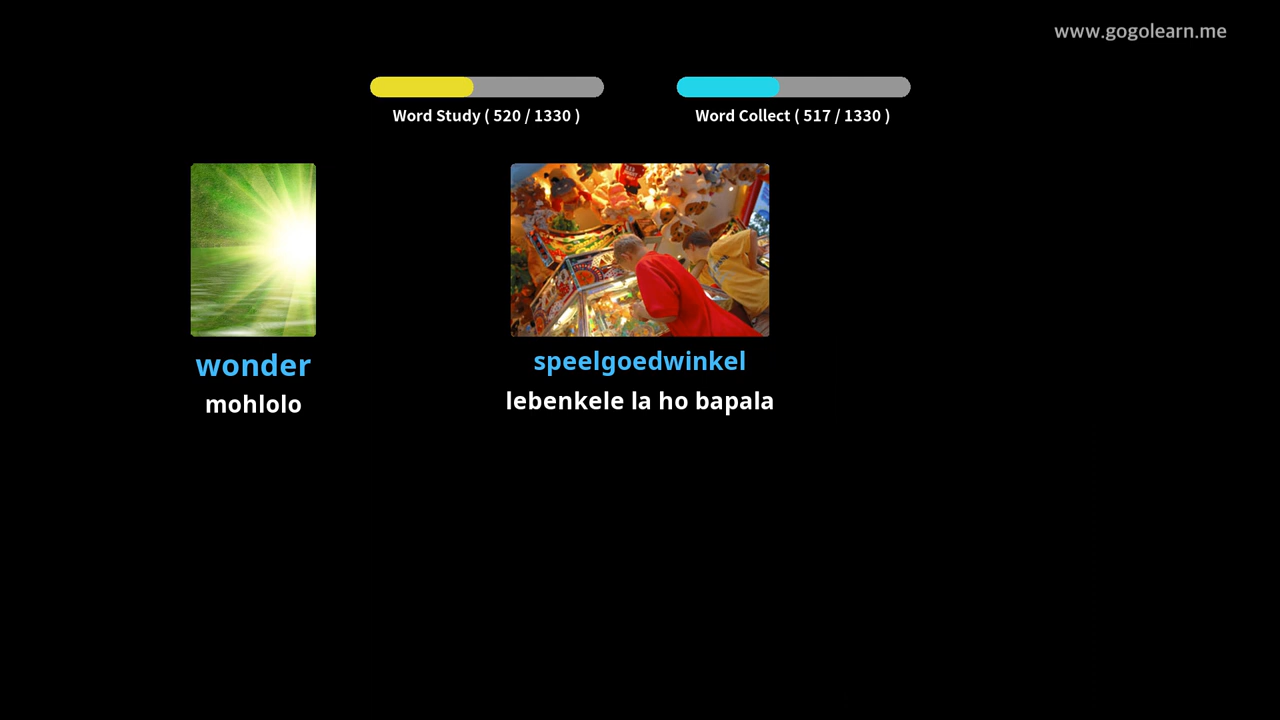 www.gogolearn.me
Word Study ( 520 / 1330 )
Word Collect ( 517 / 1330 )
wonder
mohlolo
speelgoedwinkel
lebenkele la ho bapala